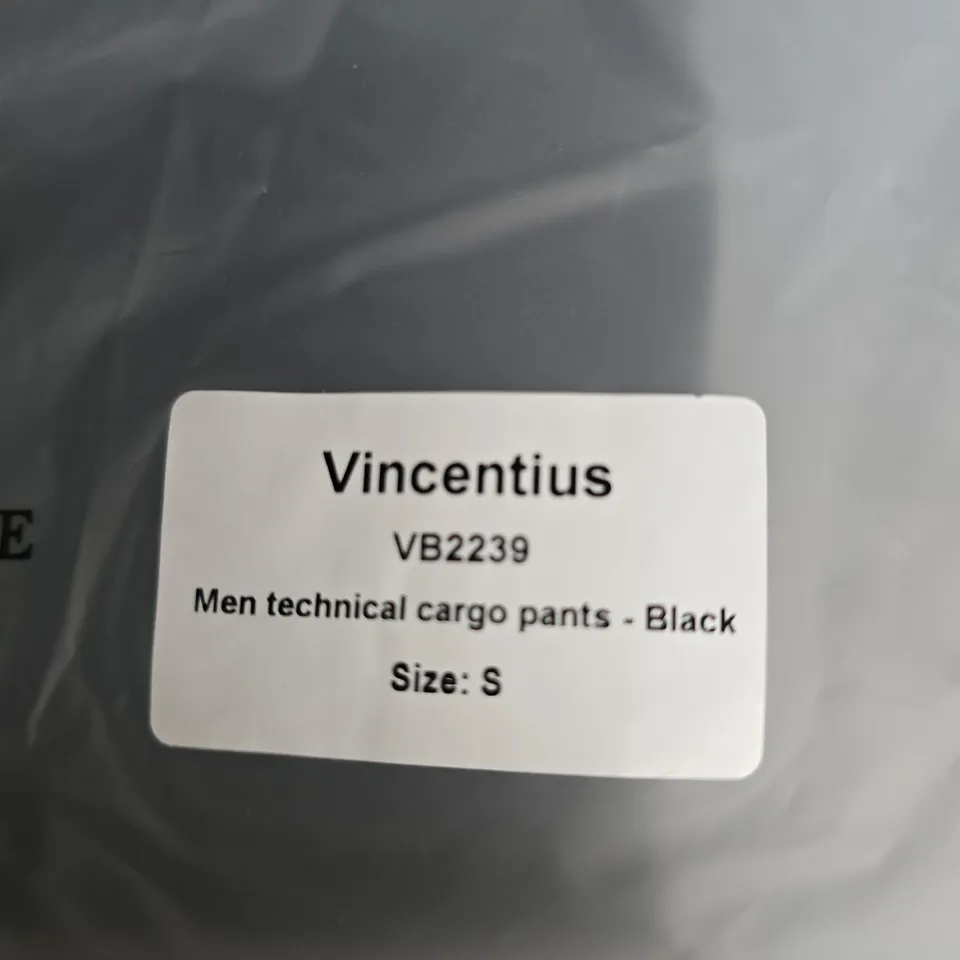 E
Vincentius
VB2239
Men technical cargo pants - Black
Size: S